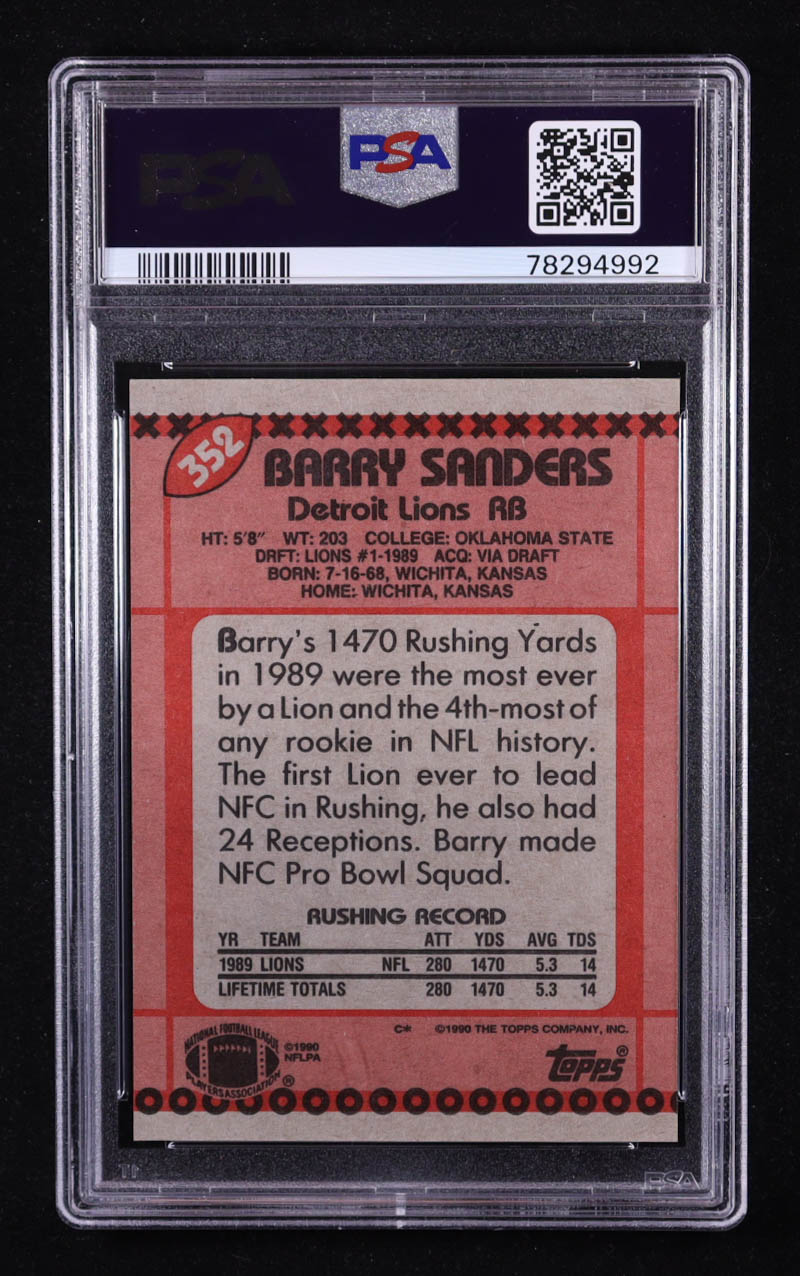 PSA
PSA
78294992
352
BARRY SANDERS
Detroit Lions RB
HT: 5'8" WT: 203 COLLEGE: OKLAHOMA STATE
DRFT: LIONS #1-1989 ACQ: VIA DRAFT
BORN: 7-16-68, WICHITA, KANSAS
HOME: WICHITA, KANSAS
Barry's 1470 Rushing Yards
in 1989 were the most ever
by a Lion and the 4th-most of
any rookie in NFL history.
The first Lion ever to lead
NFC in Rushing, he also had
24 Receptions. Barry made
NFC Pro Bowl Squad.
RUSHING RECORD
YR TEAM ATT YDS AVG TDS
1989 LIONS NFL 280 1470 5.3 14
LIFETIME TOTALS 280 1470 5.3 14
C* ©1990 THE TOPPS COMPANY, INC.
NATIONAL FOOTBALL LEAGUE
PLAYERS ASSOCIATION ®
©1990
NFLPA
topps®
PSA